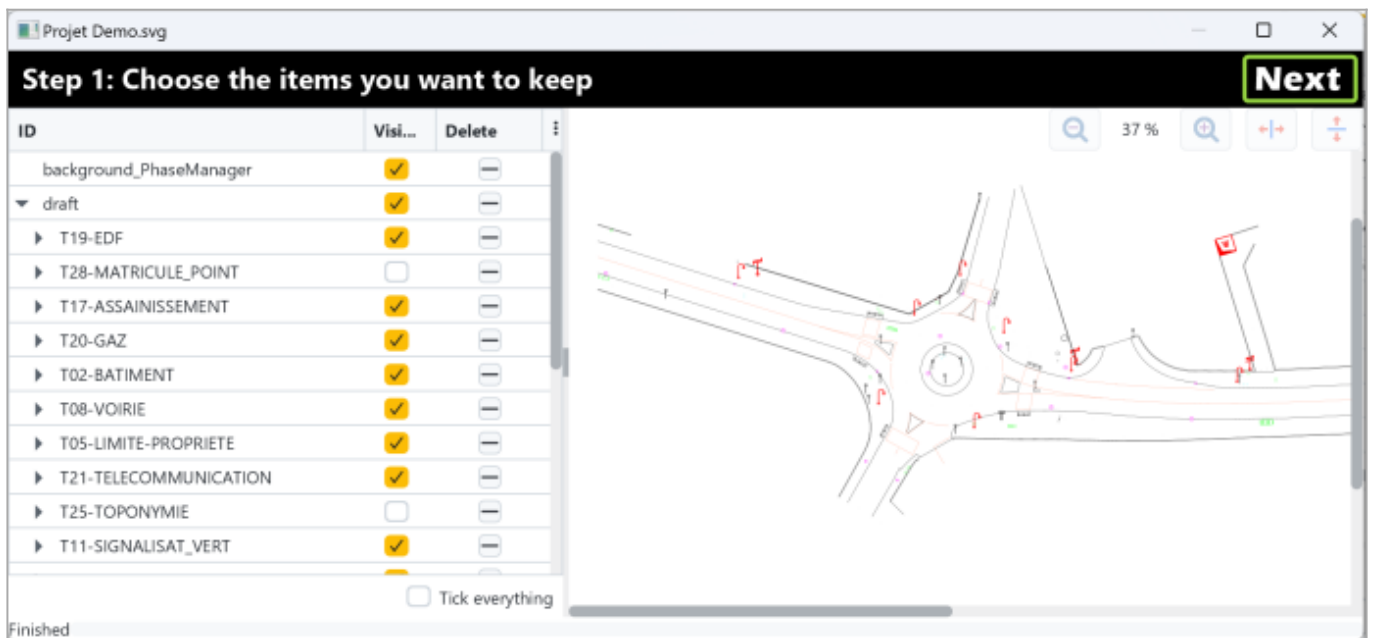 Projet Demo.svg
Step 1: Choose the items you want to keep
Next
ID Visi... Delete
37 %
background_PhaseManager
draft
T19-EDF
T28-MATRICULE_POINT
T17-ASSAINISSEMENT
T20-GAZ
T02-BATIMENT
T08-VOIRIE
T05-LIMITE-PROPRIETE
T21-TELECOMMUNICATION
T25-TOPONYMIE
T11-SIGNALISAT_VERT
Tick everything
Finished